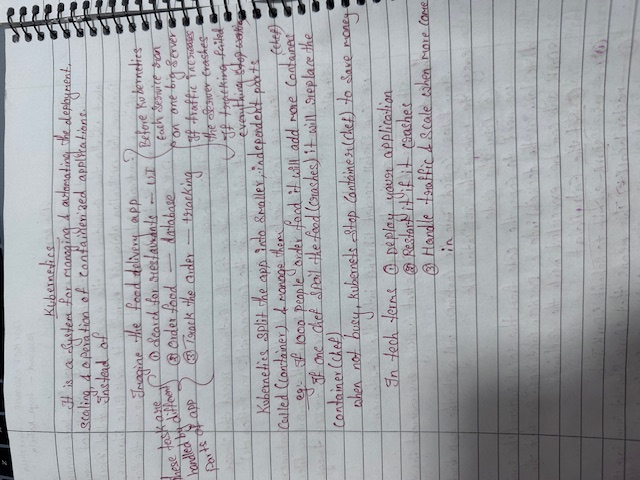 Kubernetics
It is a System for managing & automating the deployment,
scaling, & operation of containerized applications.
Instead of
Imagine the food delivery app
These task are
handled by different
parts of app
① Search for restaurants — UI
② Order food — database
③ Track the order — tracking
Before Kubernetics
Each Service ran
on one big Server
If traffic increases
the Server crashes
If tracking failed
everything stop working
Kubernetics split the app into smaller, independent parts
called (container) & manage them
eg: If 1000 people order food it will add more containers (chef)
If one chef spoil the food (crashes) it will replace the
container (chef)
when not busy, kubernets stop container (chef) to save money
In tech terms ① Deploy your application
② Restart it if it crashes
③ Handle traffic & scale when more come
in